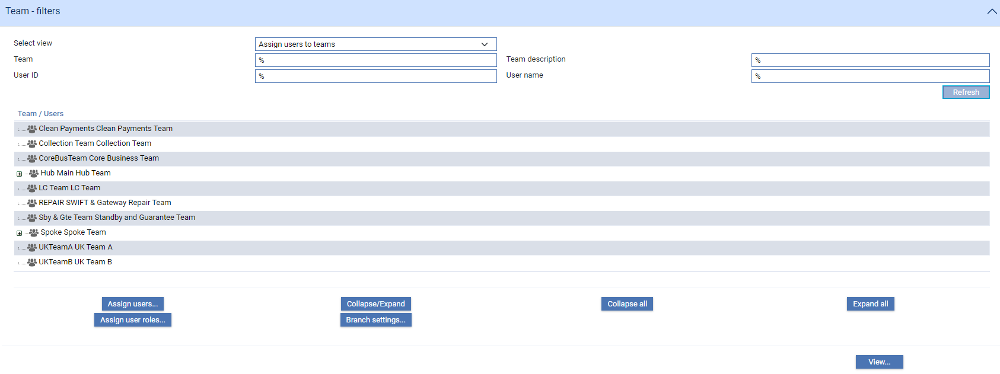 Team - filters
Select view
Assign users to teams
Team
%
Team description
%
User ID
%
User name
%
Refresh
Team / Users
Clean Payments Clean Payments Team
Collection Team Collection Team
CoreBusTeam Core Business Team
Hub Main Hub Team
LC Team LC Team
REPAIR SWIFT & Gateway Repair Team
Sby & Gte Team Standby and Guarantee Team
Spoke Spoke Team
UKTeamA UK Team A
UKTeamB UK Team B
Assign users...
Collapse/Expand
Collapse all
Expand all
Assign user roles...
Branch settings...
View...